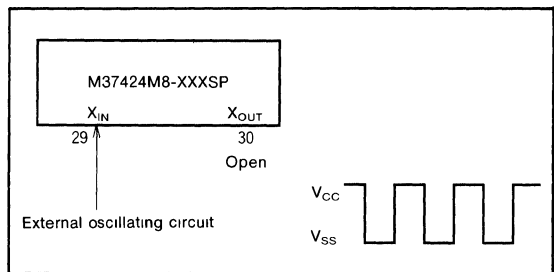 M37424M8-XXXSP
XIN XOUT
29 30
Open
External oscillating circuit
VCC
VSS